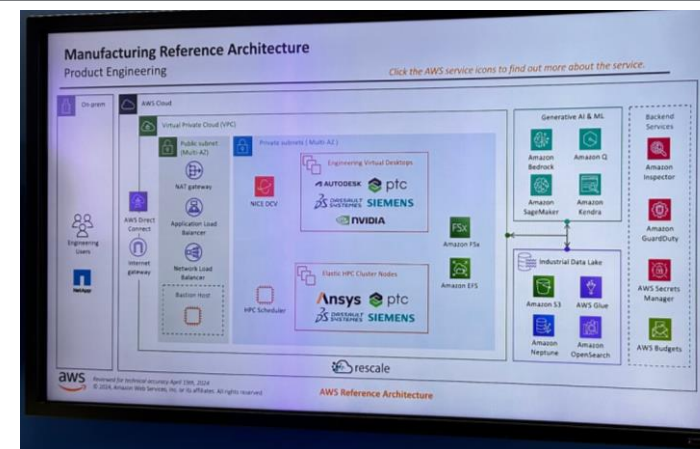 Manufacturing Reference Architecture
Product Engineering
Click the AWS service icons to find out more about the service.
On-prem
AWS Cloud
Virtual Private Cloud (VPC)
Public subnet
(Multi-AZ)
Private subnets (Multi-AZ)
NAT gateway
Application Load
Balancer
Network Load
Balancer
Bastion Host
Engineering
Users
NetApp
AWS Direct
Connect
Internet
gateway
NICE DCV
HPC Scheduler
Engineering Virtual Desktops
AUTODESK
ptc
DASSAULT
SYSTEMES
SIEMENS
NVIDIA
Elastic HPC Cluster Nodes
Ansys
ptc
DASSAULT
SYSTEMES
SIEMENS
FSx
Amazon FSx
Amazon EFS
Generative AI & ML
Amazon
Bedrock
Amazon Q
Amazon
SageMaker
Amazon
Kendra
Industrial Data Lake
Amazon S3
AWS Glue
Amazon
Neptune
Amazon
OpenSearch
Backend
Services
Amazon
Inspector
Amazon
GuardDuty
AWS Secrets
Manager
AWS Budgets
rescale
aws
Reviewed for technical accuracy April 19th, 2024
© 2024, Amazon Web Services, Inc. or its affiliates. All rights reserved
AWS Reference Architecture